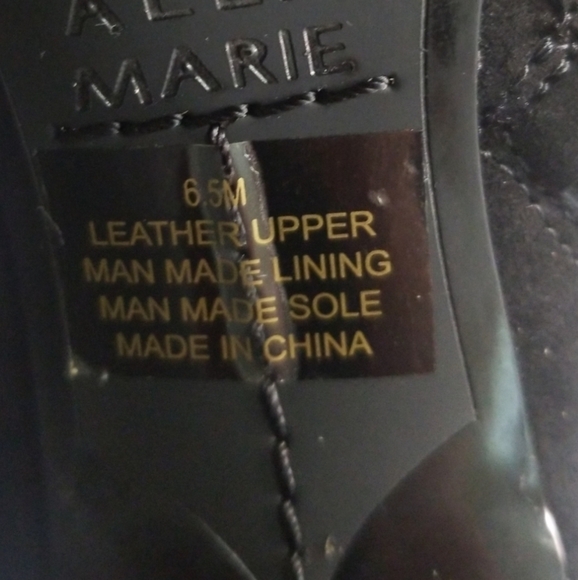 MARIE
6.5M
LEATHER UPPER
MAN MADE LINING
MAN MADE SOLE
MADE IN CHINA